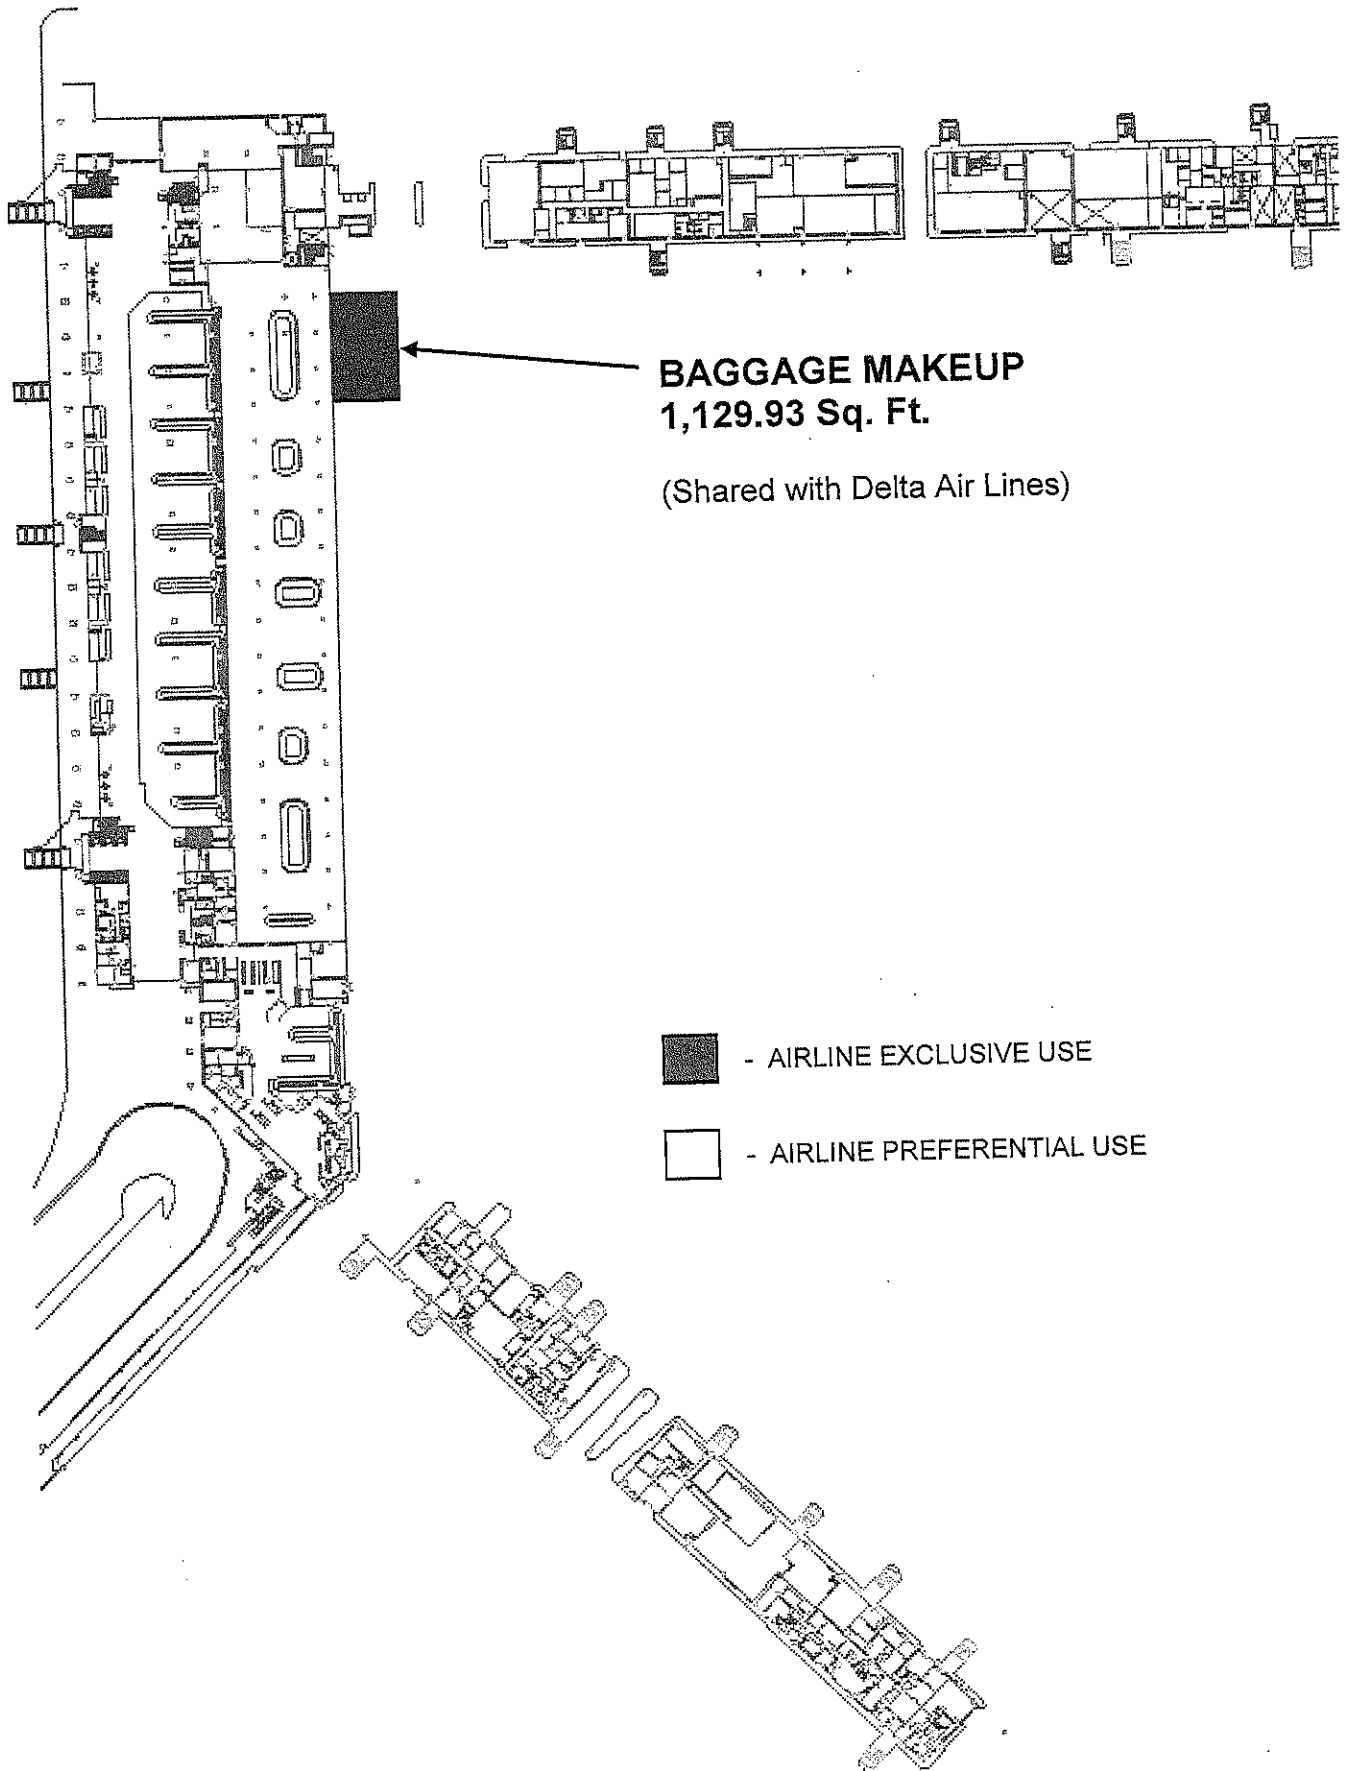 BAGGAGE MAKEUP
1,129.93 Sq. Ft.
(Shared with Delta Air Lines)
- AIRLINE EXCLUSIVE USE
- AIRLINE PREFERENTIAL USE